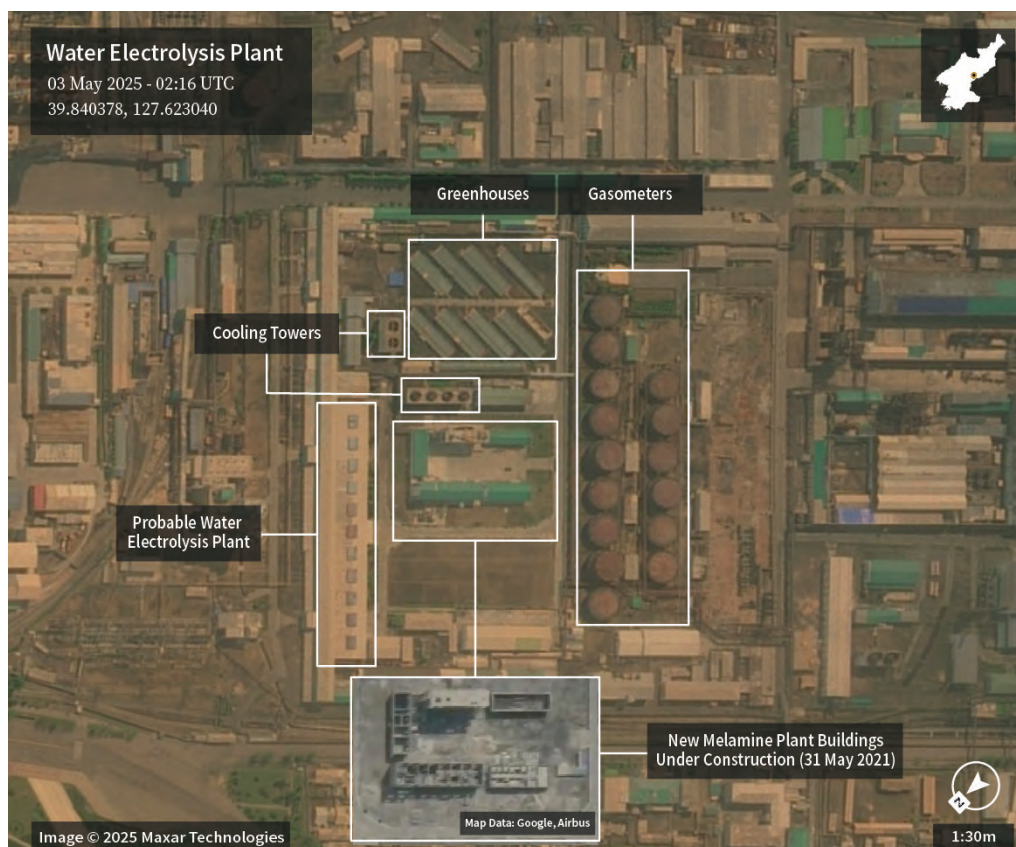 Water Electrolysis Plant
03 May 2025 - 02:16 UTC
39.840378, 127.623040
Greenhouses
Gasometers
Cooling Towers
Probable Water
Electrolysis Plant
New Melamine Plant Buildings
Under Construction (31 May 2021)
Map Data: Google, Airbus
N
Image © 2025 Maxar Technologies
1:30m